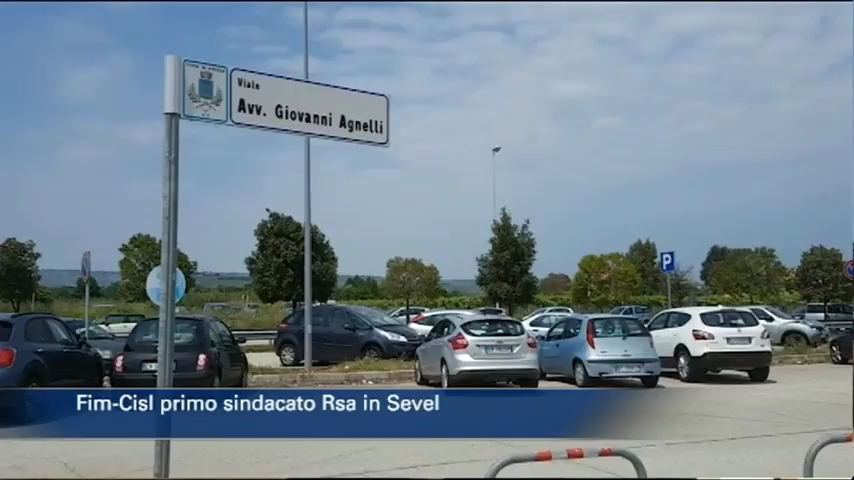 Viale
Avv. Giovanni Agnelli
P
Fim-Cisl primo sindacato Rsa in Sevel